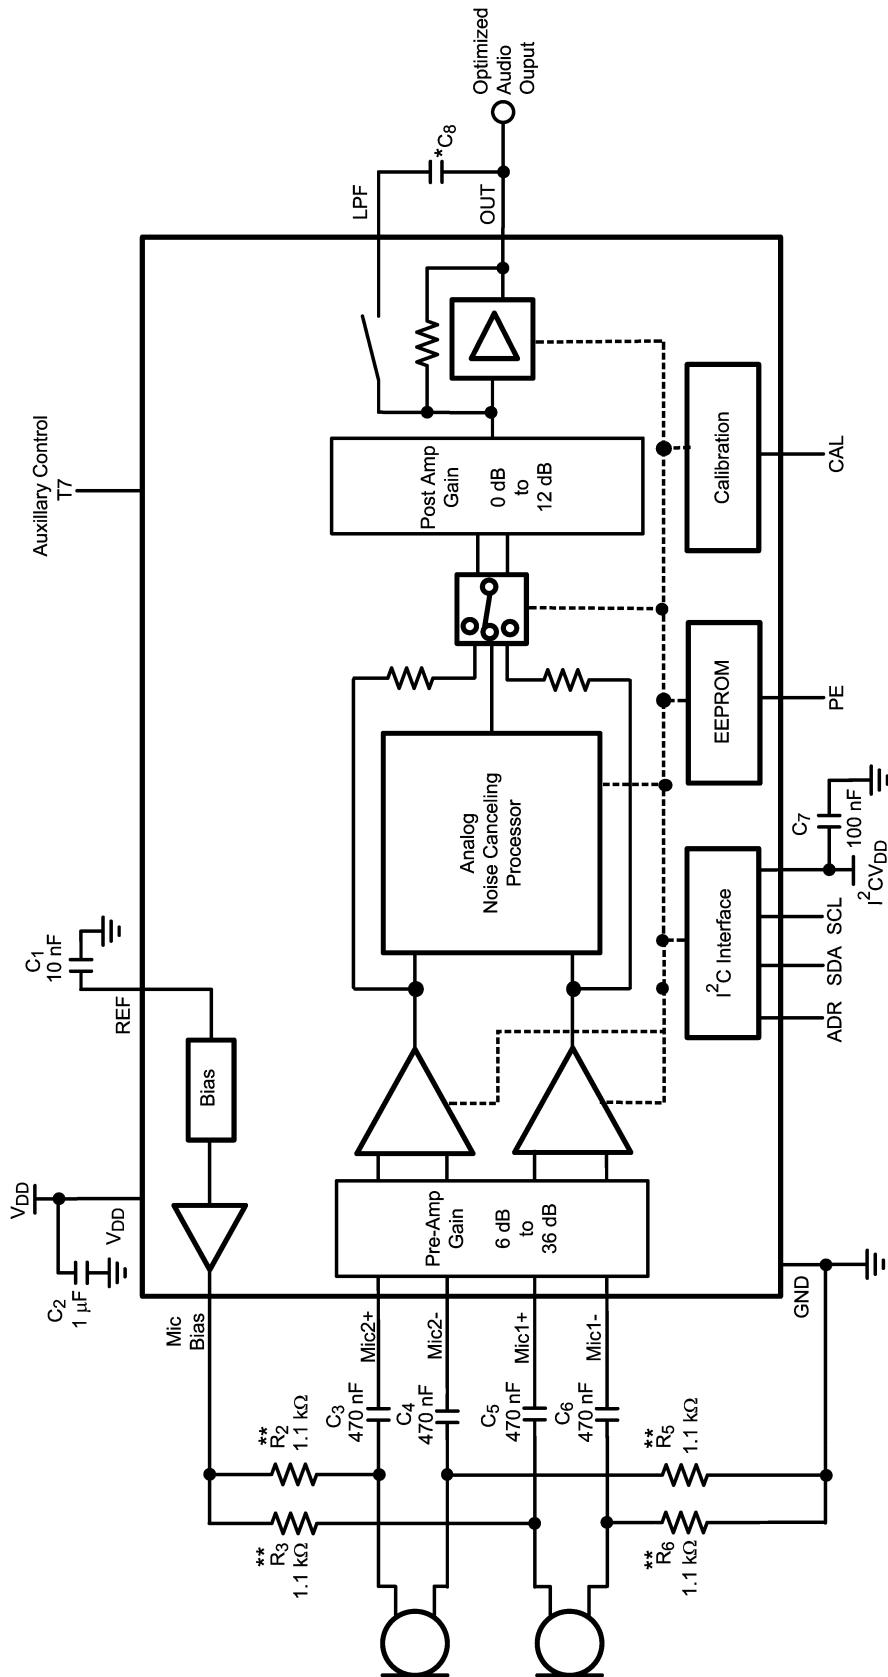 V_DD
C2
1 µF
V_DD
Mic
Bias
REF
C1
10 nF
Bias
Auxillary Control
T7
**
R2
1.1 kΩ
**
R3
1.1 kΩ
C3
470 nF
Mic2+
C4
470 nF
Mic2-
C5
470 nF
Mic1+
C6
470 nF
Mic1-
**
R5
1.1 kΩ
**
R6
1.1 kΩ
GND
Pre-Amp
Gain
6 dB
to
36 dB
Analog
Noise Canceling
Processor
Post Amp
Gain
0 dB
to
12 dB
LPF
*C8
OUT
Optimized
Audio
Ouput
I²C Interface
ADR
SDA
SCL
I²CV_DD
C7
100 nF
EEPROM
PE
Calibration
CAL